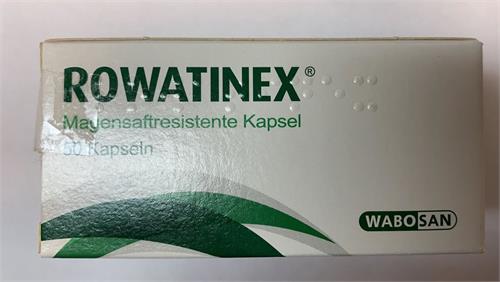 ROWATINEX®
Magensaftresistente Kapsel
50 Kapseln
WABOSAN